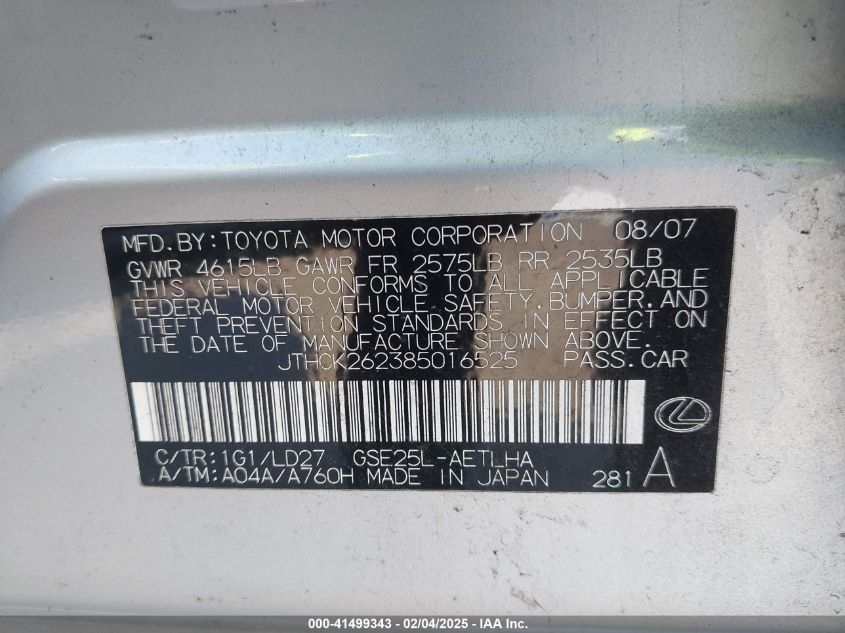 MFD.BY:TOYOTA MOTOR CORPORATION 08/07
GVWR 4615LB GAWR FR 2575LB RR 2535LB
THIS VEHICLE CONFORMS TO ALL APPLICABLE
FEDERAL MOTOR VEHICLE SAFETY,BUMPER,AND
THEFT PREVENTION STANDARDS IN EFFECT ON
THE DATE OF MANUFACTURE SHOWN ABOVE.
JTHCK262385016525 PASS.CAR
C/TR:1G1/LD27 GSE25L-AETLHA
A/TM:A04A/A760H MADE IN JAPAN 281 A
000-41499343 — 02/04/2025 — IAA Inc.